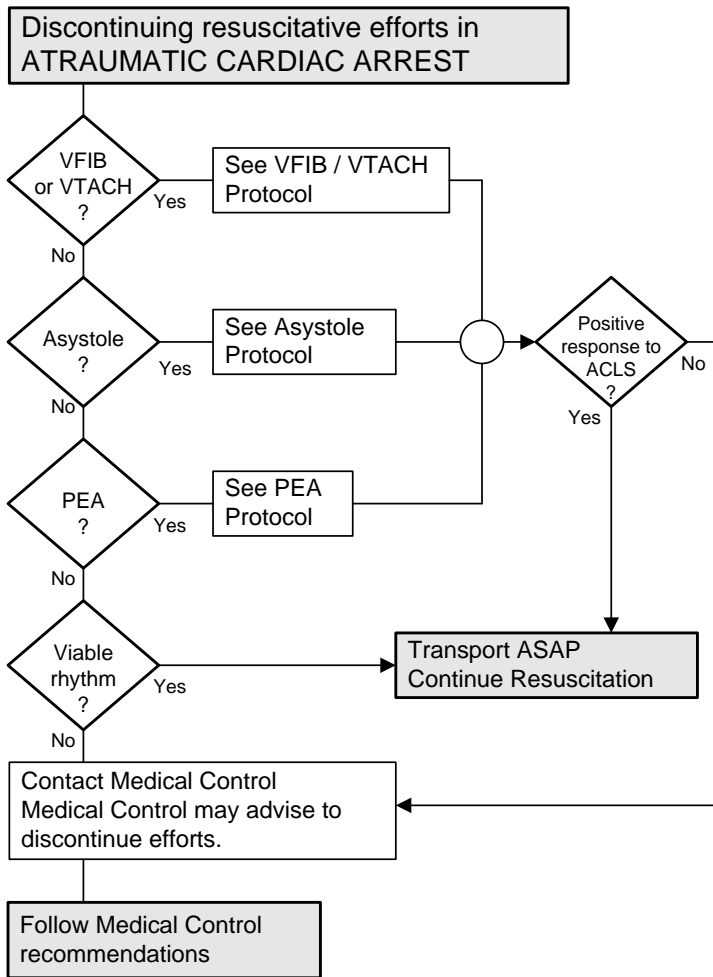 Discontinuing resuscitative efforts in
ATRAUMATIC CARDIAC ARREST
VFIB
or VTACH
?
Yes
No
See VFIB / VTACH
Protocol
Asystole
?
Yes
No
See Asystole
Protocol
Positive
response to
ACLS
?
No
Yes
PEA
?
Yes
No
See PEA
Protocol
Viable
rhythm
?
Yes
No
Transport ASAP
Continue Resuscitation
Contact Medical Control
Medical Control may advise to
discontinue efforts.
Follow Medical Control
recommendations